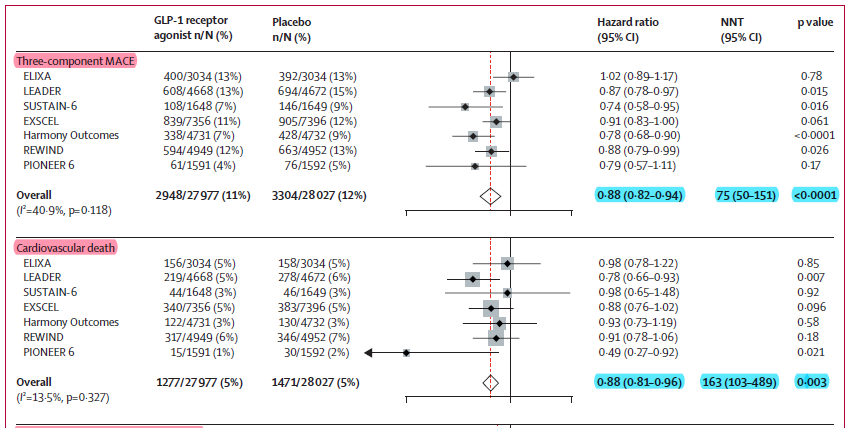 GLP-1 receptor agonist n/N (%) Placebo n/N (%) Hazard ratio (95% CI) NNT (95% CI) p value
Three-component MACE
ELIXA 400/3034 (13%) 392/3034 (13%) 1·02 (0·89–1·17) 0·78
LEADER 608/4668 (13%) 694/4672 (15%) 0·87 (0·78–0·97) 0·015
SUSTAIN-6 108/1648 (7%) 146/1649 (9%) 0·74 (0·58–0·95) 0·016
EXSCEL 839/7356 (11%) 905/7396 (12%) 0·91 (0·83–1·00) 0·061
Harmony Outcomes 338/4731 (7%) 428/4732 (9%) 0·78 (0·68–0·90) <0·0001
REWIND 594/4949 (12%) 663/4952 (13%) 0·88 (0·79–0·99) 0·026
PIONEER 6 61/1591 (4%) 76/1592 (5%) 0·79 (0·57–1·11) 0·17
Overall 2948/27977 (11%) 3304/28027 (12%) 0·88 (0·82–0·94) 75 (50–151) <0·0001
(I²=40·9%, p=0·118)
Cardiovascular death
ELIXA 156/3034 (5%) 158/3034 (5%) 0·98 (0·78–1·22) 0·85
LEADER 219/4668 (5%) 278/4672 (6%) 0·78 (0·66–0·93) 0·007
SUSTAIN-6 44/1648 (3%) 46/1649 (3%) 0·98 (0·65–1·48) 0·92
EXSCEL 340/7356 (5%) 383/7396 (5%) 0·88 (0·76–1·02) 0·096
Harmony Outcomes 122/4731 (3%) 130/4732 (3%) 0·93 (0·73–1·19) 0·58
REWIND 317/4949 (6%) 346/4952 (7%) 0·91 (0·78–1·06) 0·18
PIONEER 6 15/1591 (1%) 30/1592 (2%) 0·49 (0·27–0·92) 0·021
Overall 1277/27977 (5%) 1471/28027 (5%) 0·88 (0·81–0·96) 163 (103–489) 0·003
(I²=13·5%, p=0·327)